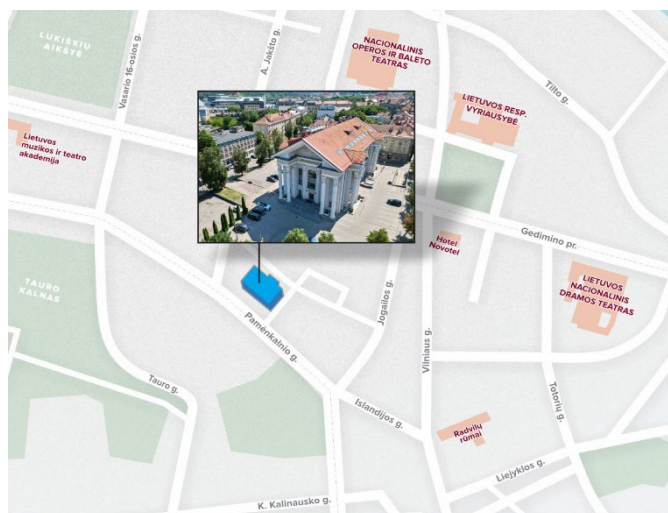 LUKIŠKIŲ
AIKŠTĖ
Vasario 16-osios g.
A. Jakšto g.
NACIONALINIS
OPEROS IR BALETO
TEATRAS
Tilto g.
LIETUVOS RESP.
VYRIAUSYBĖ
Lietuvos
muzikos ir teatro
akademija
Gedimino pr.
Hotel
Novotel
TAURO
KALNAS
LIETUVOS
NACIONALINIS
DRAMOS TEATRAS
Jogailos g.
Pamėnkalnio g.
Vilniaus g.
Tauro g.
Islandijos g.
Totorių g.
Radvilų
rūmai
Liejyklos g.
K. Kalinausko g.